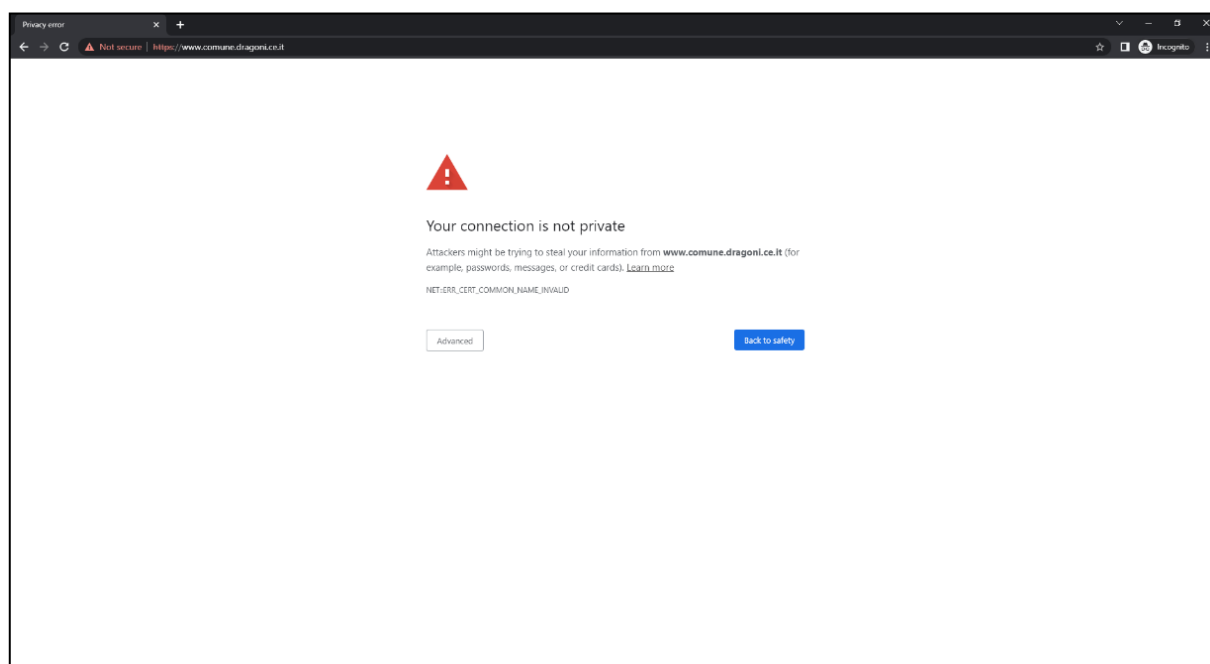 Privacy error
Not secure | https://www.comune.dragoni.ce.it
Incognito
Your connection is not private
Attackers might be trying to steal your information from www.comune.dragoni.ce.it (for
example, passwords, messages, or credit cards). Learn more
NET::ERR_CERT_COMMON_NAME_INVALID
Advanced
Back to safety